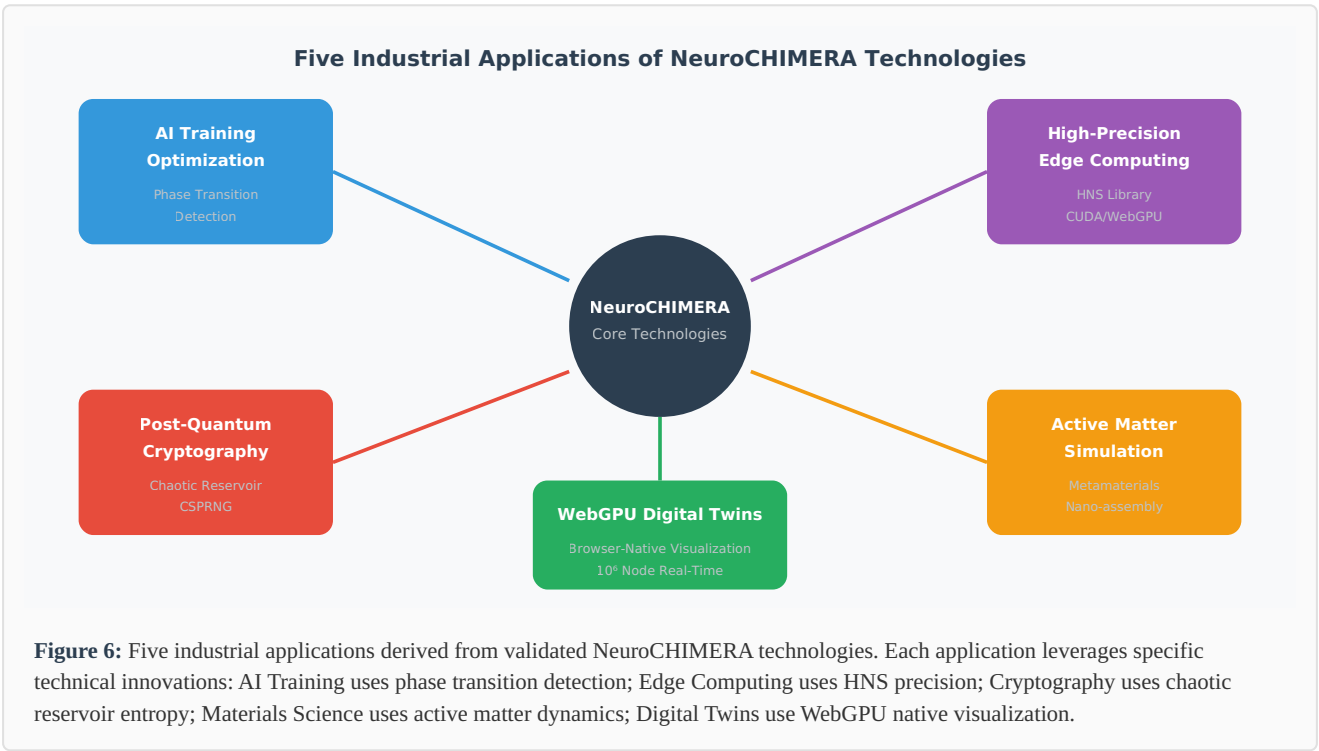 Five Industrial Applications of NeuroCHIMERA Technologies
AI Training
Optimization
Phase Transition
Detection
High-Precision
Edge Computing
HNS Library
CUDA/WebGPU
NeuroCHIMERA
Core Technologies
Post-Quantum
Cryptography
Chaotic Reservoir
CSPRNG
WebGPU Digital Twins
Browser-Native Visualization
10⁶ Node Real-Time
Active Matter
Simulation
Metamaterials
Nano-assembly
Figure 6: Five industrial applications derived from validated NeuroCHIMERA technologies. Each application leverages specific
technical innovations: AI Training uses phase transition detection; Edge Computing uses HNS precision; Cryptography uses chaotic
reservoir entropy; Materials Science uses active matter dynamics; Digital Twins use WebGPU native visualization.